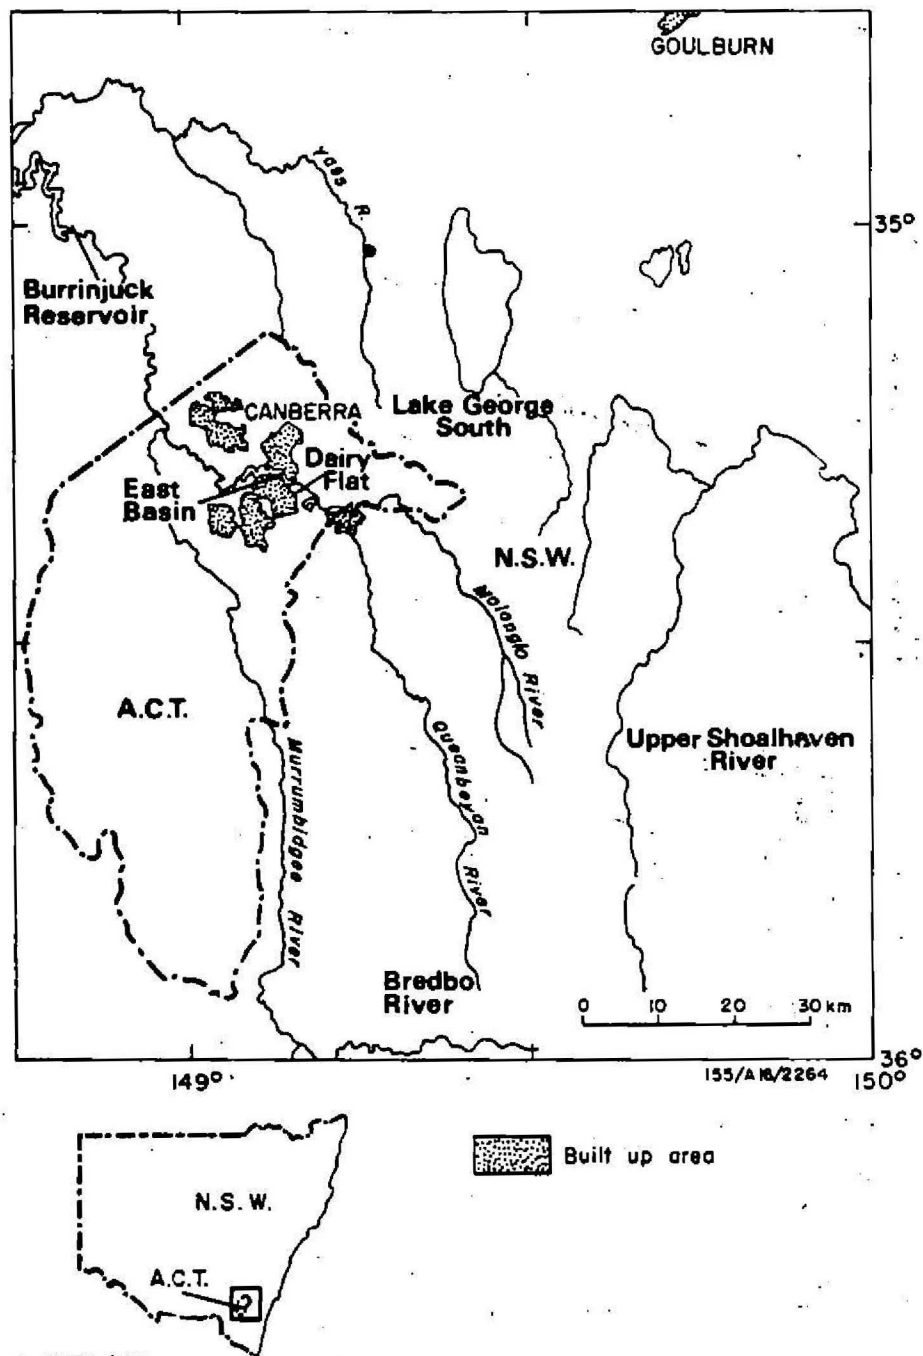 GOULBURN
Yass R.
35°
Burrinjuck
Reservoir
CANBERRA
Lake George
South
Dairy
Flat
East
Basin
N.S.W.
Molonglo River
A.C.T.
Upper Shoalhaven
River
Queanbeyan River
Murrumbidgee River
Bredbo
River
0 10 20 30 km
36°
149° 155/A16/2264 150°
Built up area
N.S.W.
A.C.T.